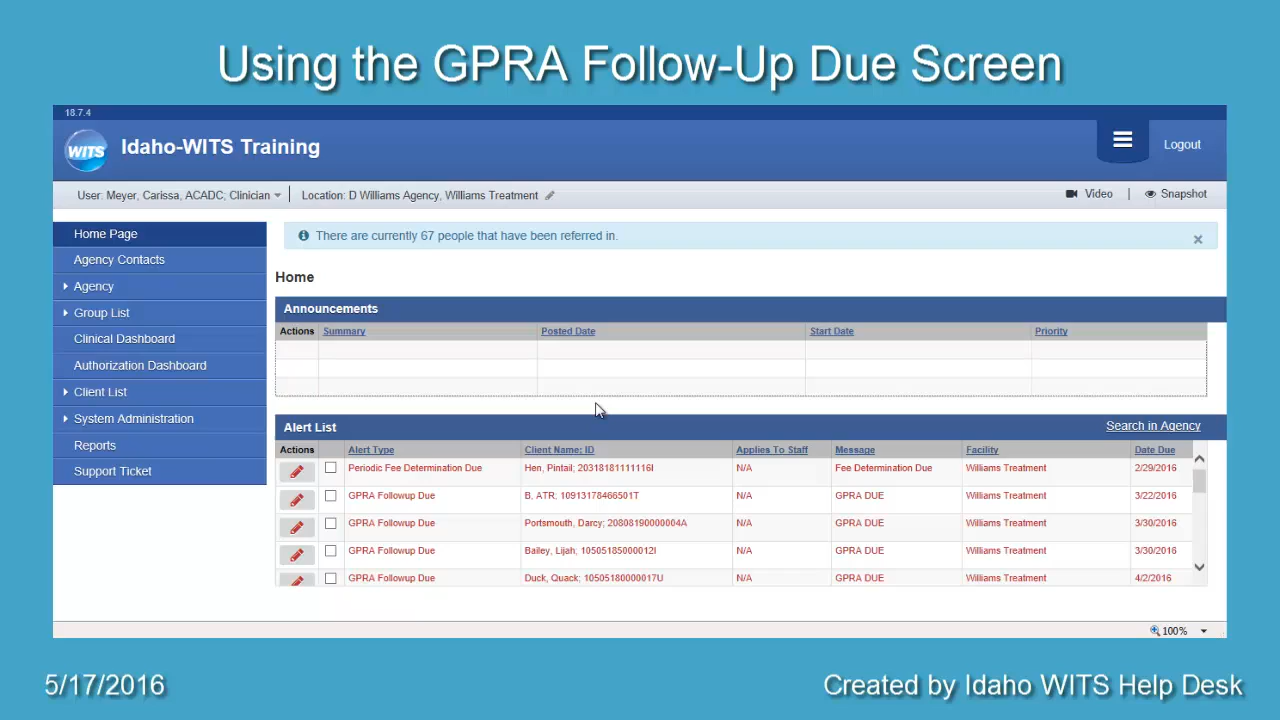 Using the GPRA Follow-Up Due Screen
18.7.4
WITS Idaho-WITS Training Logout
User: Meyer, Carissa, ACADC; Clinician Location: D Williams Agency, Williams Treatment Video | Snapshot
Home Page
Agency Contacts
Agency
Group List
Clinical Dashboard
Authorization Dashboard
Client List
System Administration
Reports
Support Ticket
There are currently 67 people that have been referred in. ×
Home
Announcements
Actions Summary Posted Date Start Date Priority
Alert List Search in Agency
Actions Alert Type Client Name; ID Applies To Staff Message Facility Date Due
Periodic Fee Determination Due Hen, Pintail; 20318181111116I N/A Fee Determination Due Williams Treatment 2/29/2016
GPRA Followup Due B, ATR; 10913178466501T N/A GPRA DUE Williams Treatment 3/22/2016
GPRA Followup Due Portsmouth, Darcy; 20808190000004A N/A GPRA DUE Williams Treatment 3/30/2016
GPRA Followup Due Bailey, Lijah; 10505185000012I N/A GPRA DUE Williams Treatment 3/30/2016
GPRA Followup Due Duck, Quack; 10505180000017U N/A GPRA DUE Williams Treatment 4/2/2016
100%
5/17/2016 Created by Idaho WITS Help Desk